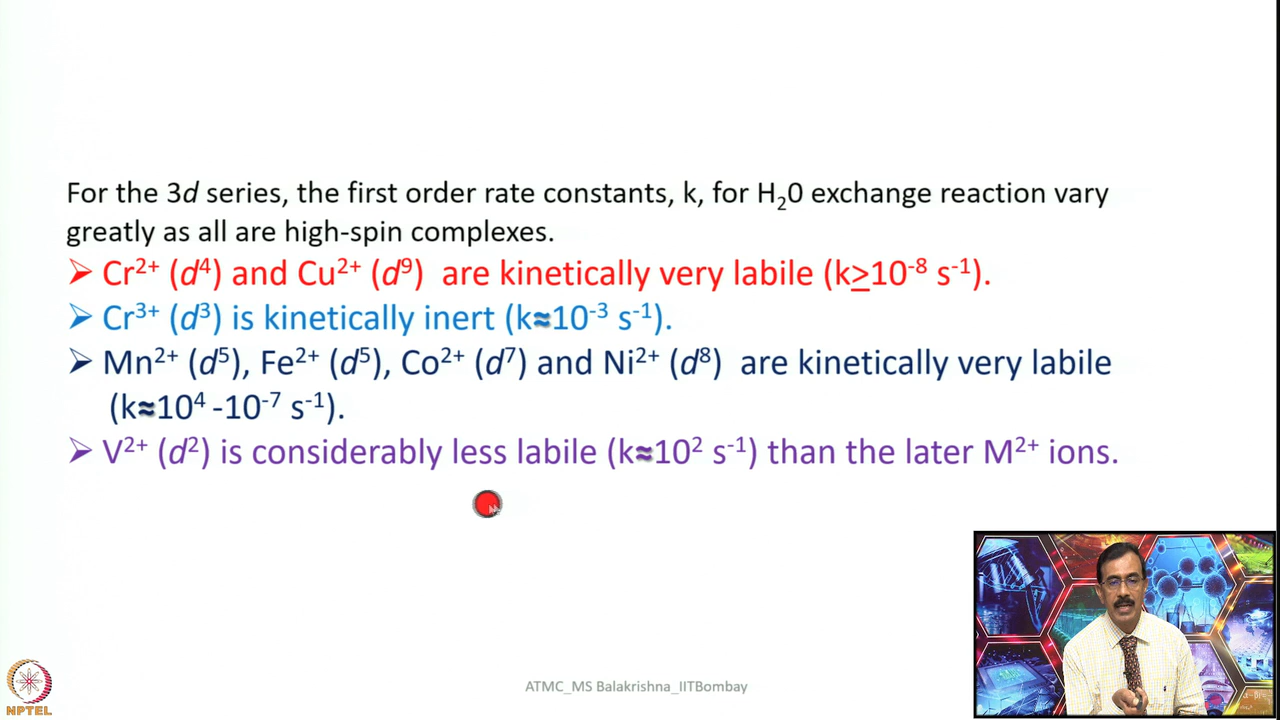 For the 3d series, the first order rate constants, k, for H₂0 exchange reaction vary
greatly as all are high-spin complexes.
➢ Cr²⁺ (d⁴) and Cu²⁺ (d⁹) are kinetically very labile (k≥10⁻⁸ s⁻¹).
➢ Cr³⁺ (d³) is kinetically inert (k≈10⁻³ s⁻¹).
➢ Mn²⁺ (d⁵), Fe²⁺ (d⁵), Co²⁺ (d⁷) and Ni²⁺ (d⁸) are kinetically very labile
(k≈10⁴ -10⁻⁷ s⁻¹).
➢ V²⁺ (d²) is considerably less labile (k≈10² s⁻¹) than the later M²⁺ ions.
NPTEL
ATMC_MS Balakrishna_IITBombay